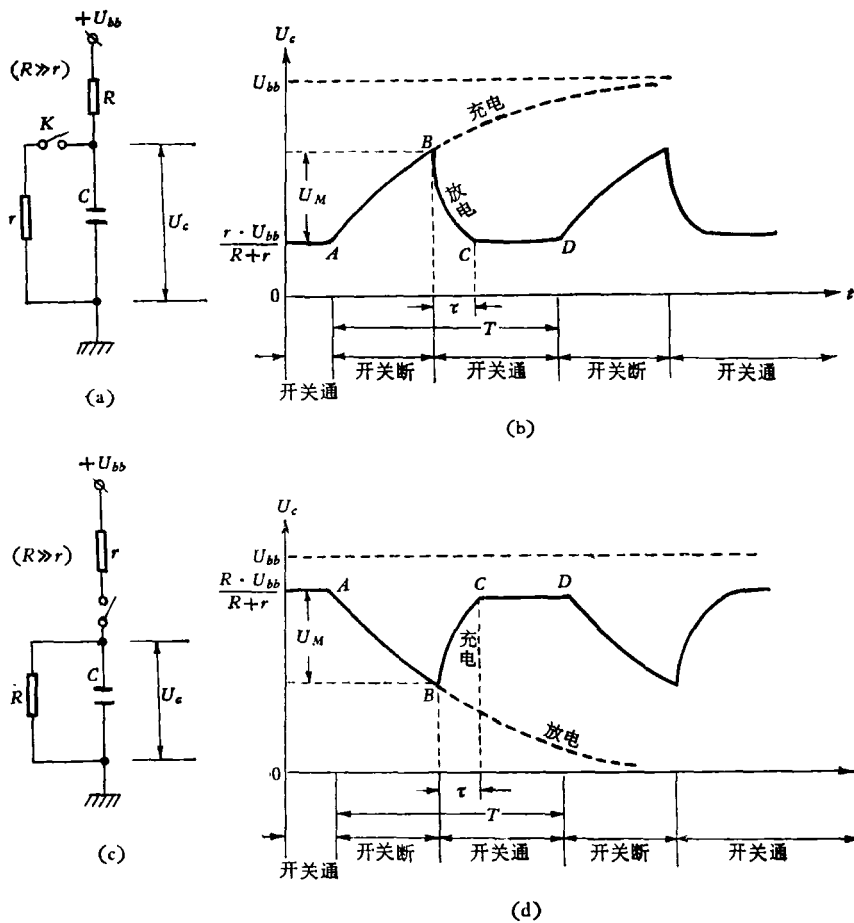 +U_bb
(R≫r)
R
K
r
C
U_c
(a)
U_c
U_bb
充电
B
U_M
放电
r·U_bb
R+r
A
C
D
0
τ
T
t
开关通
开关断
开关通
开关断
开关通
(b)
+U_bb
(R≫r)
r
R
C
U_c
(c)
U_c
U_bb
R·U_bb
R+r
A
C
D
U_M
充电
B
放电
0
τ
T
开关通
开关断
开关通
开关断
开关通
(d)